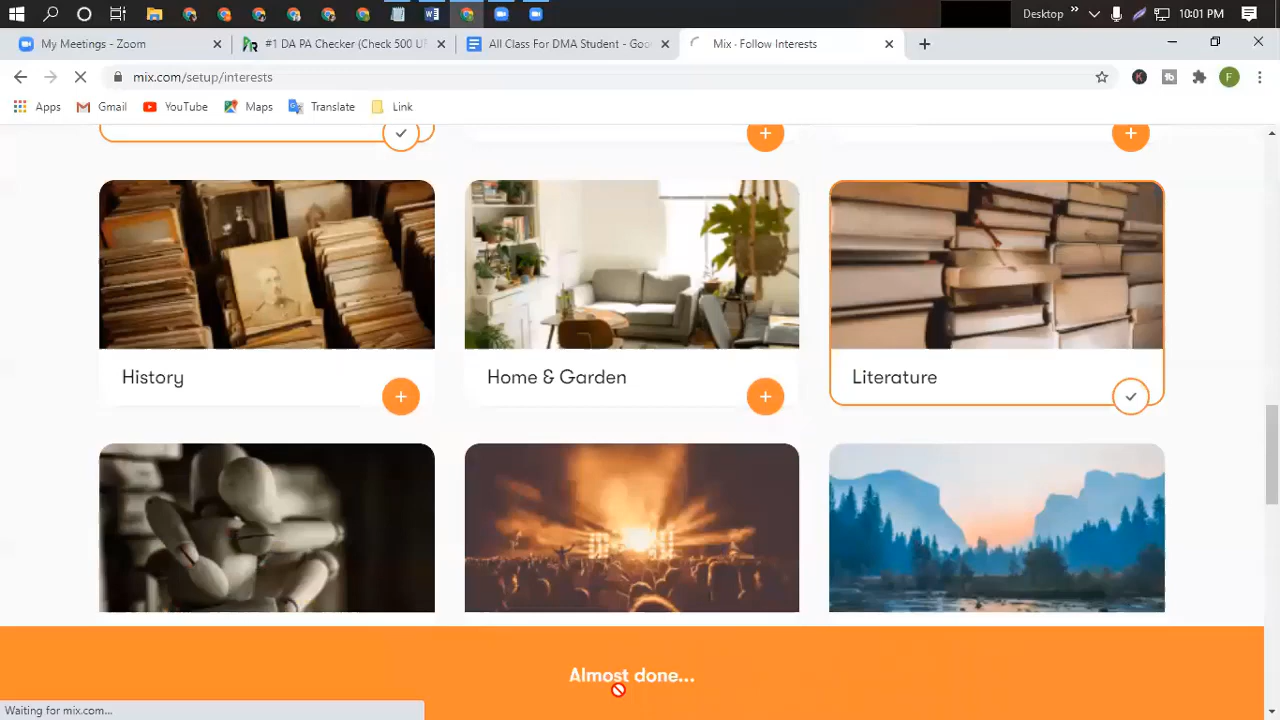 Desktop
10:01 PM
My Meetings - Zoom
#1 DA PA Checker (Check 500 U
All Class For DMA Student - Goo
Mix · Follow Interests
mix.com/setup/interests
Apps
Gmail
YouTube
Maps
Translate
Link
History
Home & Garden
Literature
Almost done...
Waiting for mix.com...